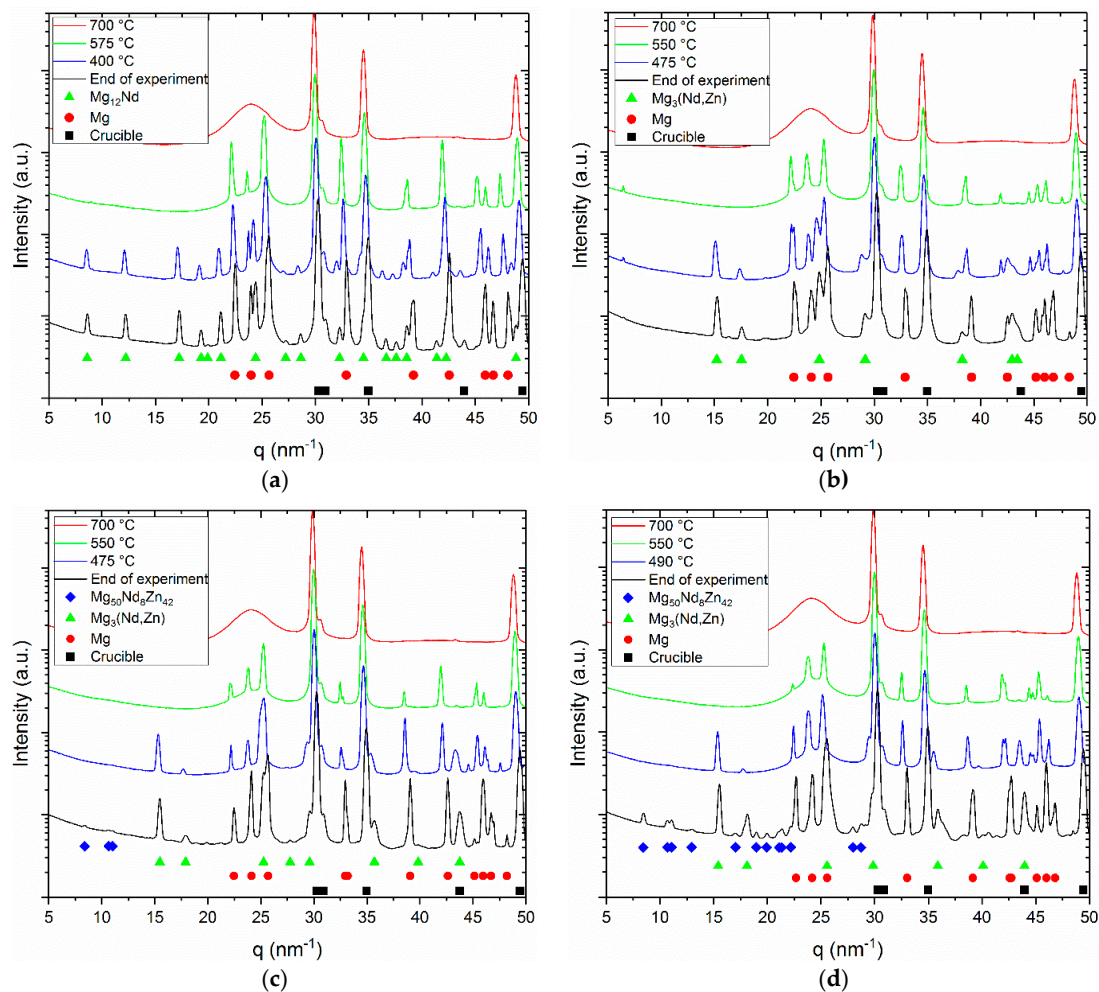 700 °C
575 °C
400 °C
End of experiment
Mg₁₂Nd
Mg
Crucible
Intensity (a.u.)
5 10 15 20 25 30 35 40 45 50
q (nm⁻¹)
(a)
700 °C
550 °C
475 °C
End of experiment
Mg₃(Nd,Zn)
Mg
Crucible
Intensity (a.u.)
5 10 15 20 25 30 35 40 45 50
q (nm⁻¹)
(b)
700 °C
550 °C
475 °C
End of experiment
Mg₅₀Nd₈Zn₄₂
Mg₃(Nd,Zn)
Mg
Crucible
Intensity (a.u.)
5 10 15 20 25 30 35 40 45 50
q (nm⁻¹)
(c)
700 °C
550 °C
490 °C
End of experiment
Mg₅₀Nd₈Zn₄₂
Mg₃(Nd,Zn)
Mg
Crucible
Intensity (a.u.)
5 10 15 20 25 30 35 40 45 50
q (nm⁻¹)
(d)